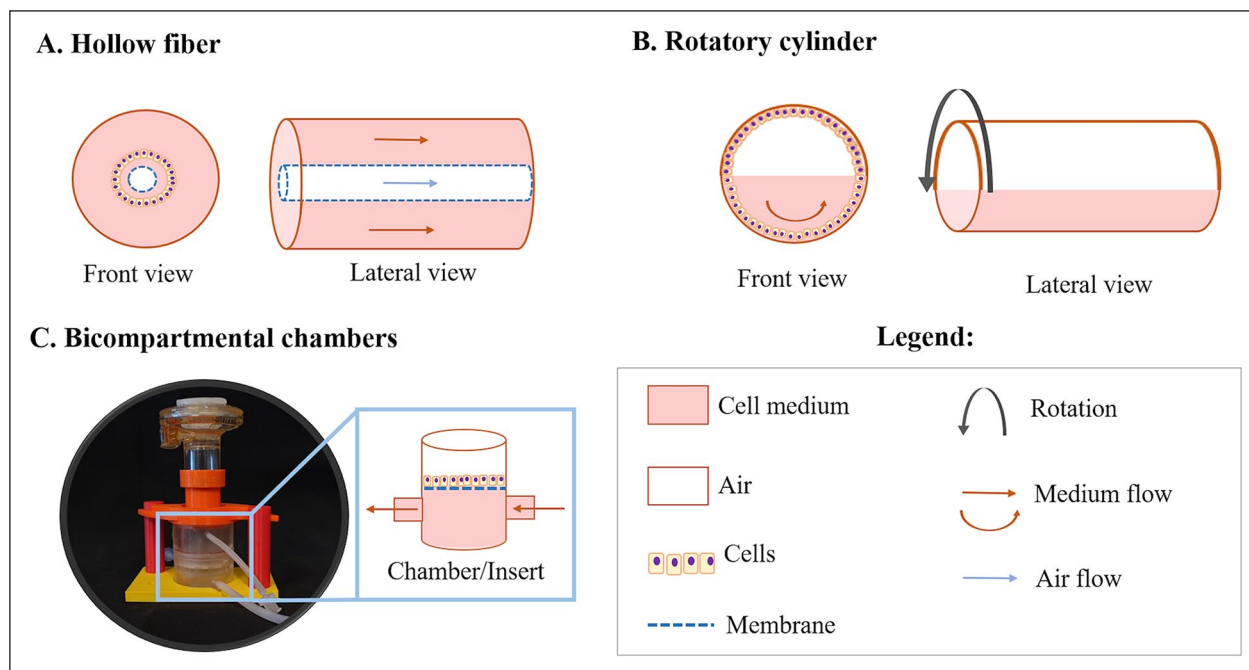 A. Hollow fiber
Front view
Lateral view
B. Rotatory cylinder
Front view
Lateral view
C. Bicompartmental chambers
Chamber/Insert
Legend:
Cell medium
Air
Cells
Membrane
Rotation
Medium flow
Air flow